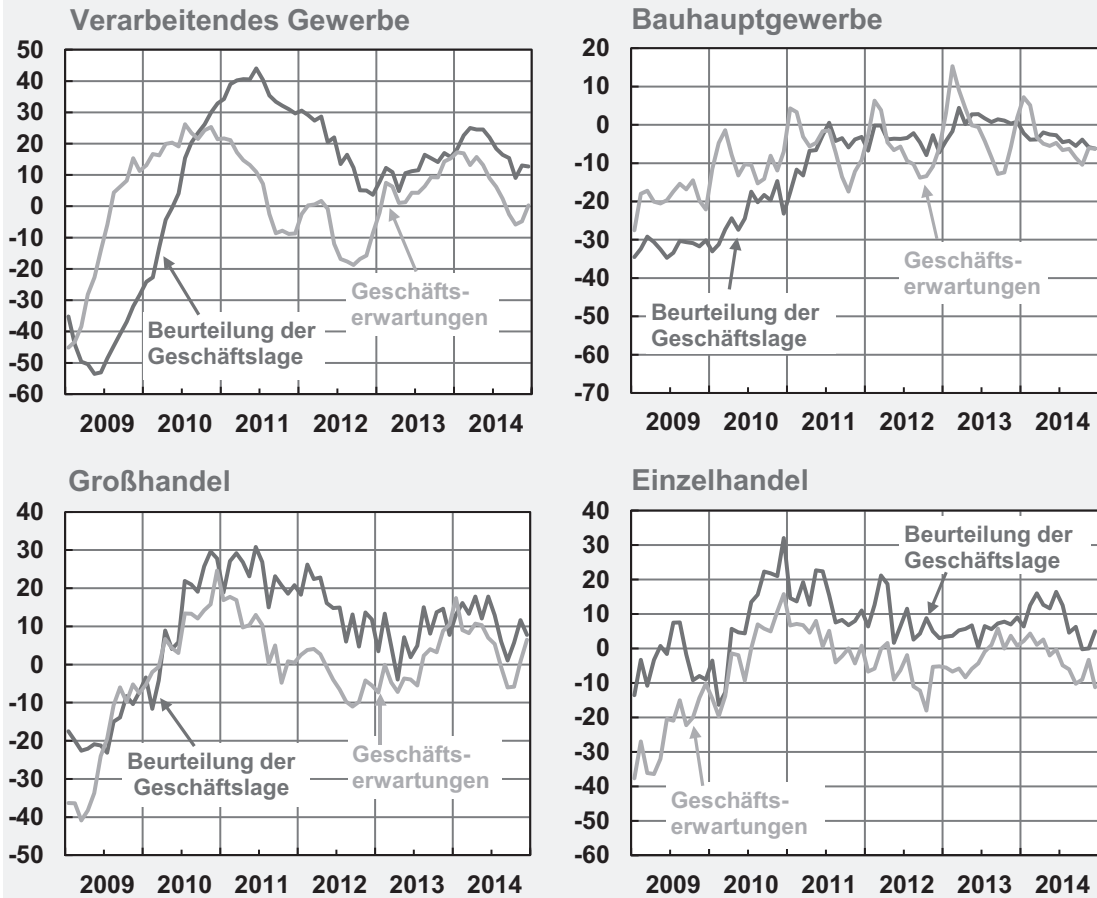 Verarbeitendes Gewerbe
50
40
30
20
10
0
-10
-20
-30
-40
-50
-60
Geschäfts-
erwartungen
Beurteilung der
Geschäftslage
2009 2010 2011 2012 2013 2014
Bauhauptgewerbe
20
10
0
-10
-20
-30
-40
-50
-60
-70
Geschäfts-
erwartungen
Beurteilung der
Geschäftslage
2009 2010 2011 2012 2013 2014
Großhandel
40
30
20
10
0
-10
-20
-30
-40
-50
Beurteilung der
Geschäftslage
Geschäfts-
erwartungen
2009 2010 2011 2012 2013 2014
Einzelhandel
40
30
20
10
0
-10
-20
-30
-40
-50
-60
Beurteilung der
Geschäftslage
Geschäfts-
erwartungen
2009 2010 2011 2012 2013 2014